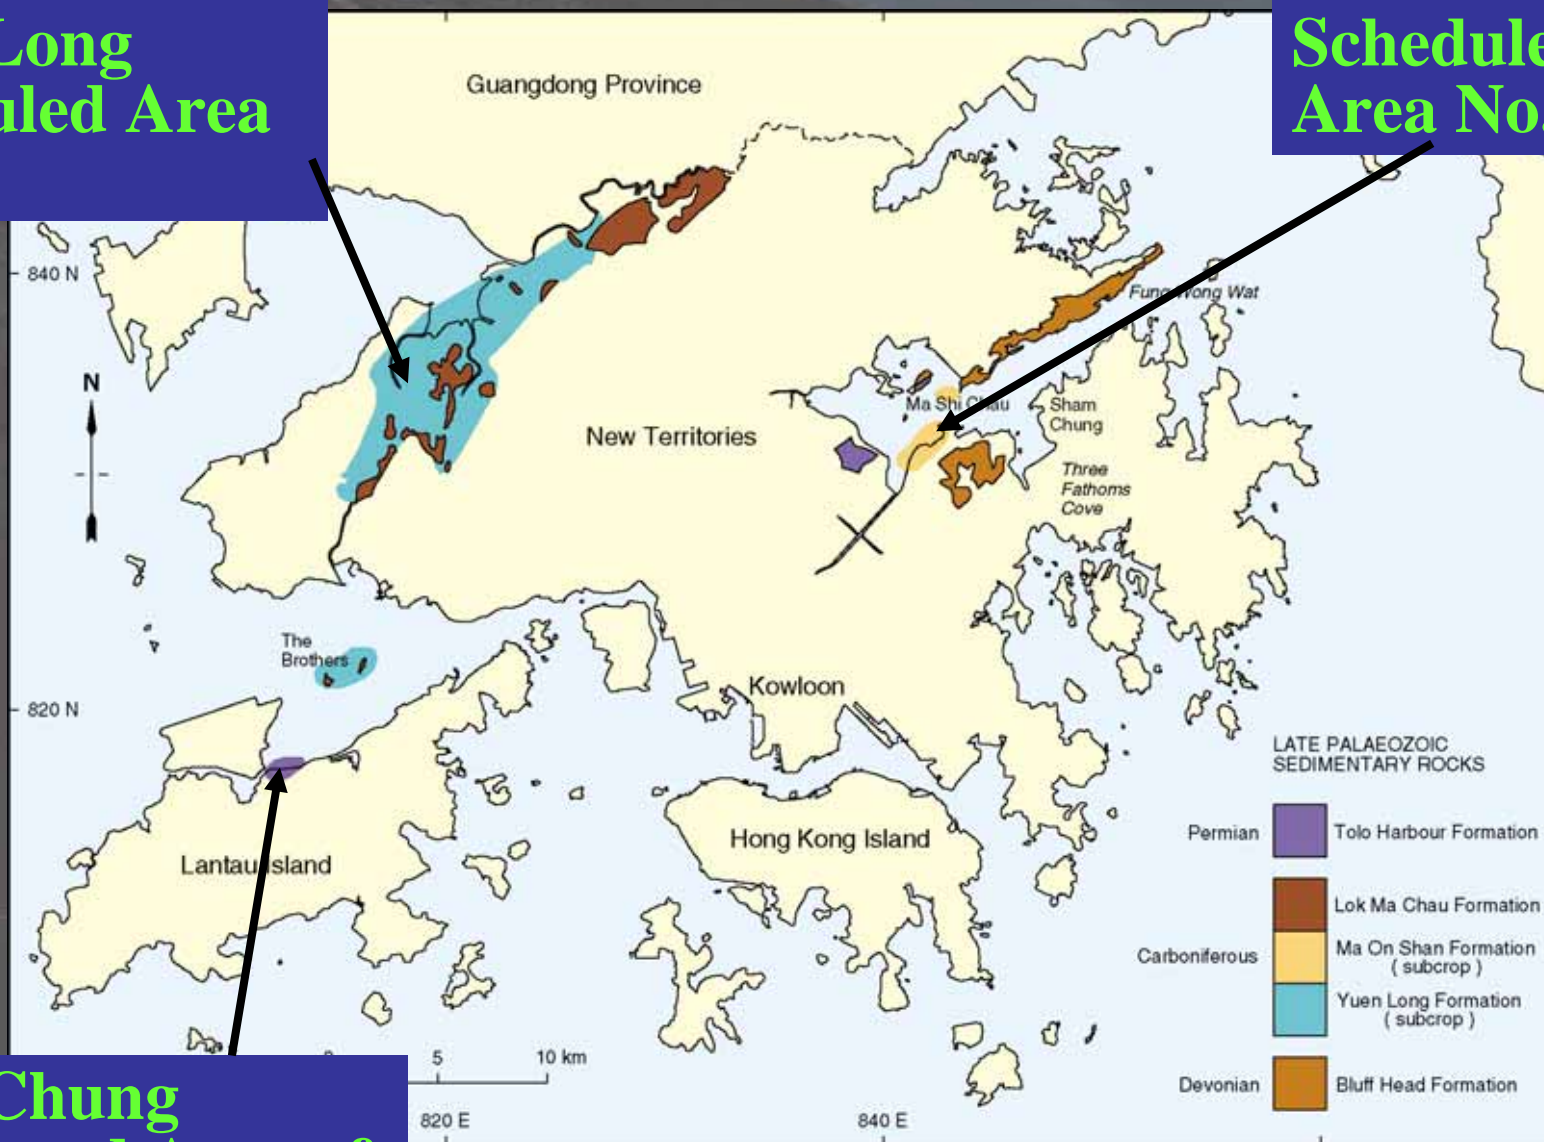 Long
uled Area
Schedule
Area No.
Guangdong Province
840 N
Fung Wong Wat
N
Ma Shi Chau
Sham
Chung
New Territories
Three
Fathoms
Cove
The
Brothers
Kowloon
820 N
LATE PALAEOZOIC
SEDIMENTARY ROCKS
Permian
Tolo Harbour Formation
Hong Kong Island
Lantau Island
Lok Ma Chau Formation
Carboniferous
Ma On Shan Formation
( subcrop )
Yuen Long Formation
( subcrop )
5
10 km
Devonian
Bluff Head Formation
Chung
820 E
840 E